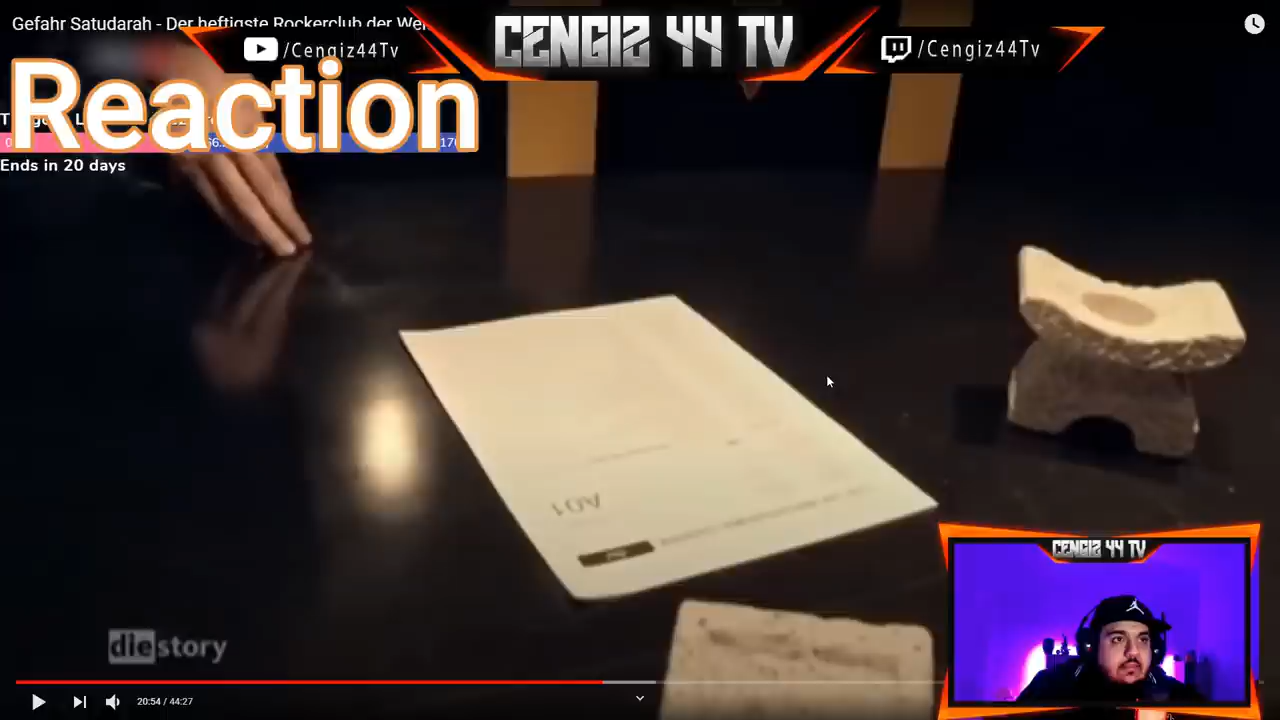 Gefahr Satudarah - Der heftigste Rockerclub der Wel
/Cengiz44Tv
CENGIZ 44 TV
/Cengiz44Tv
Reaction
Ends in 20 days
A01
diestory
CENGIZ 44 TV
20:54 / 44:27